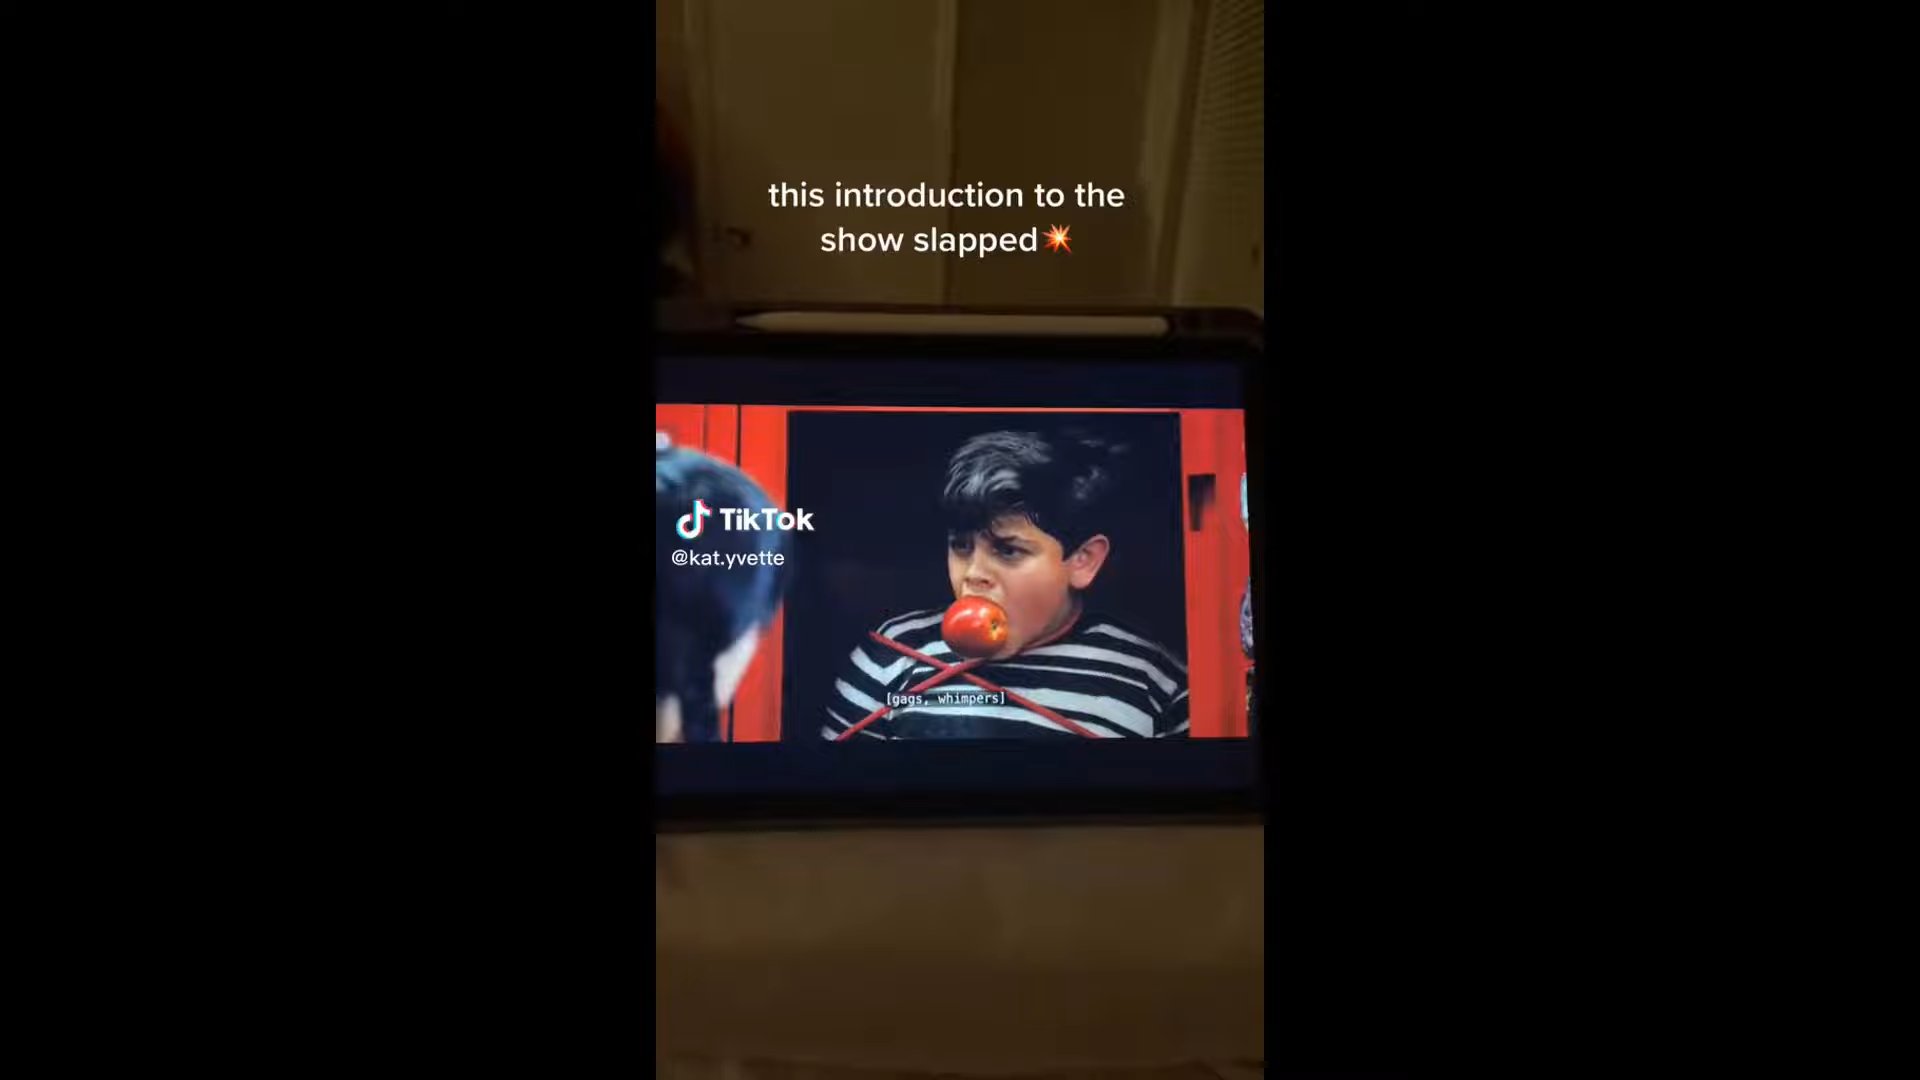 this introduction to the
show slapped💥
TikTok
@kat.yvette
[gags, whimpers]